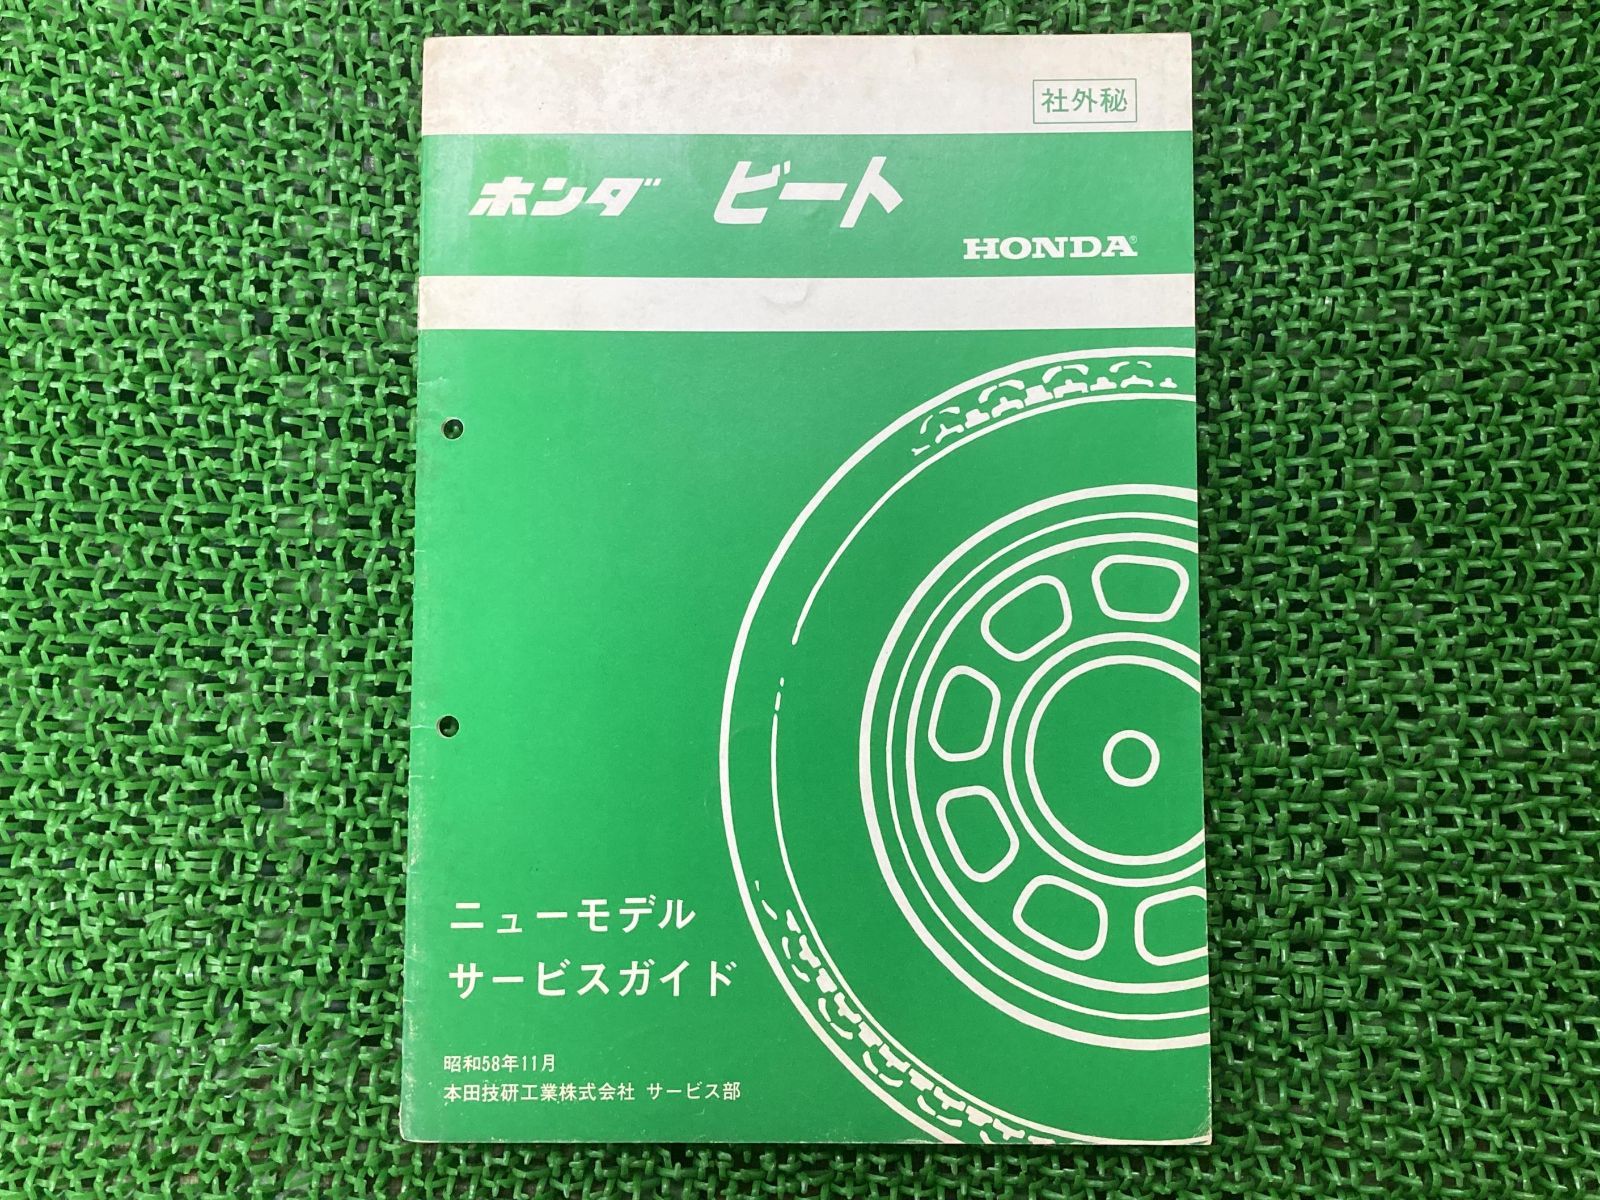 社外秘
ホンダ ビート
HONDA®
ニューモデル
サービスガイド
昭和58年11月
本田技研工業株式会社 サービス部